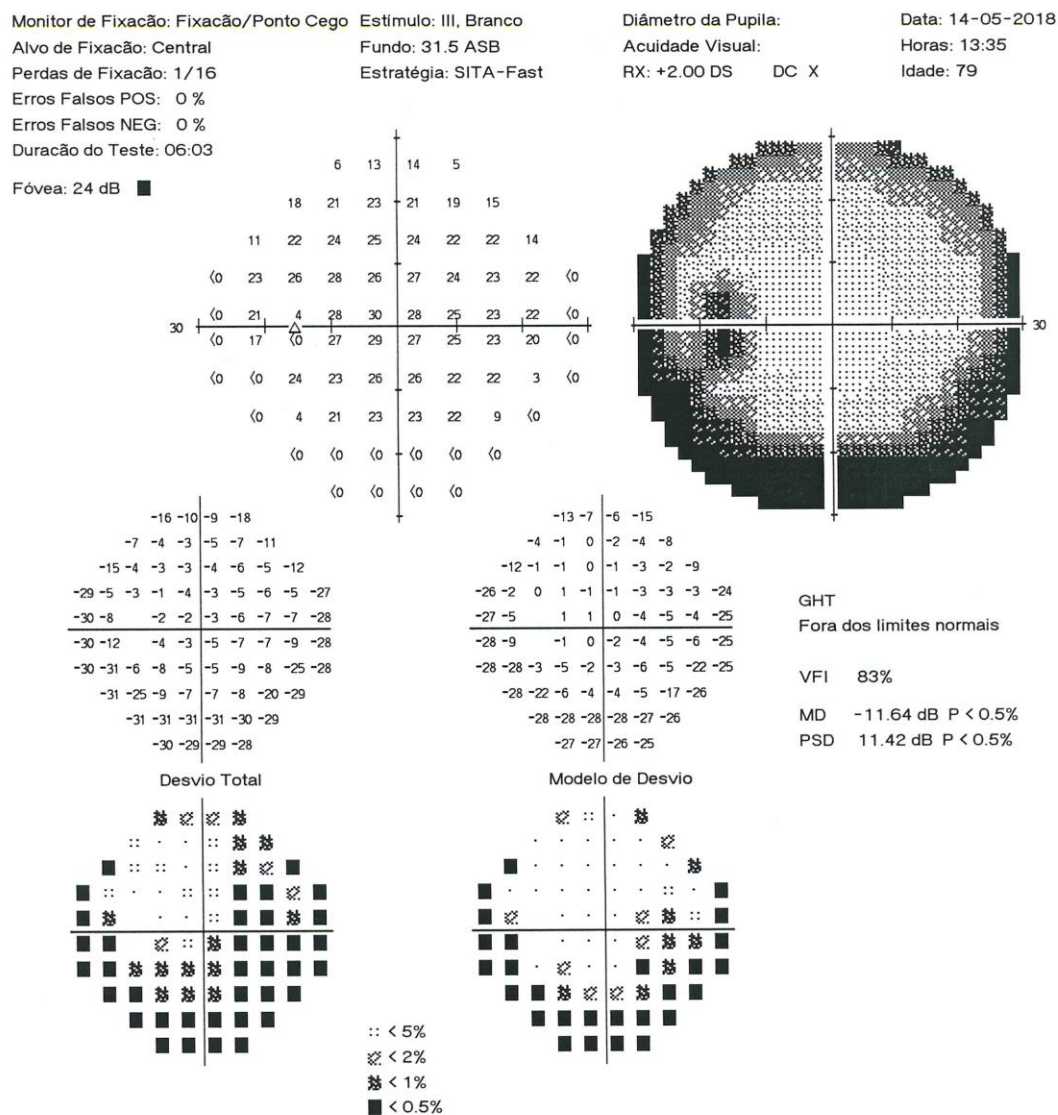 Monitor de Fixacão: Fixacão/Ponto Cego Estímulo: III, Branco Diâmetro da Pupila: Data: 14-05-2018
Alvo de Fixacão: Central Fundo: 31.5 ASB Acuidade Visual: Horas: 13:35
Perdas de Fixacão: 1/16 Estratégia: SITA-Fast RX: +2.00 DS DC X Idade: 79
Erros Falsos POS: 0 %
Erros Falsos NEG: 0 %
Duracão do Teste: 06:03
Fóvea: 24 dB ■
6 13 14 5
18 21 23 21 19 15
11 22 24 25 24 22 22 14
<0 23 26 28 26 27 24 23 22 <0
<0 21 4 28 30 28 25 23 22 <0
30 30
<0 17 <0 27 29 27 25 23 20 <0
<0 <0 24 23 26 26 22 22 3 <0
<0 4 21 23 23 22 9 <0
<0 <0 <0 <0 <0 <0
<0 <0 <0 <0
-16 -10 -9 -18 -13 -7 -6 -15
-7 -4 -3 -5 -7 -11 -4 -1 0 -2 -4 -8
-15 -4 -3 -3 -4 -6 -5 -12 -12 -1 -1 0 -1 -3 -2 -9
-29 -5 -3 -1 -4 -3 -5 -6 -5 -27 -26 -2 0 1 -1 -1 -3 -3 -3 -24
-30 -8 -2 -2 -3 -6 -7 -7 -28 -27 -5 1 1 0 -4 -5 -4 -25
-30 -12 -4 -3 -5 -7 -7 -9 -28 -28 -9 -1 0 -2 -4 -5 -6 -25
-30 -31 -6 -8 -5 -5 -9 -8 -25 -28 -28 -28 -3 -5 -2 -3 -6 -5 -22 -25
-31 -25 -9 -7 -7 -8 -20 -29 -28 -22 -6 -4 -4 -5 -17 -26
-31 -31 -31 -31 -30 -29 -28 -28 -28 -28 -27 -26
-30 -29 -29 -28 -27 -27 -26 -25
GHT
Fora dos limites normais
VFI 83%
MD -11.64 dB P < 0.5%
PSD 11.42 dB P < 0.5%
Desvio Total Modelo de Desvio
:: < 5%
< 2%
< 1%
■ < 0.5%